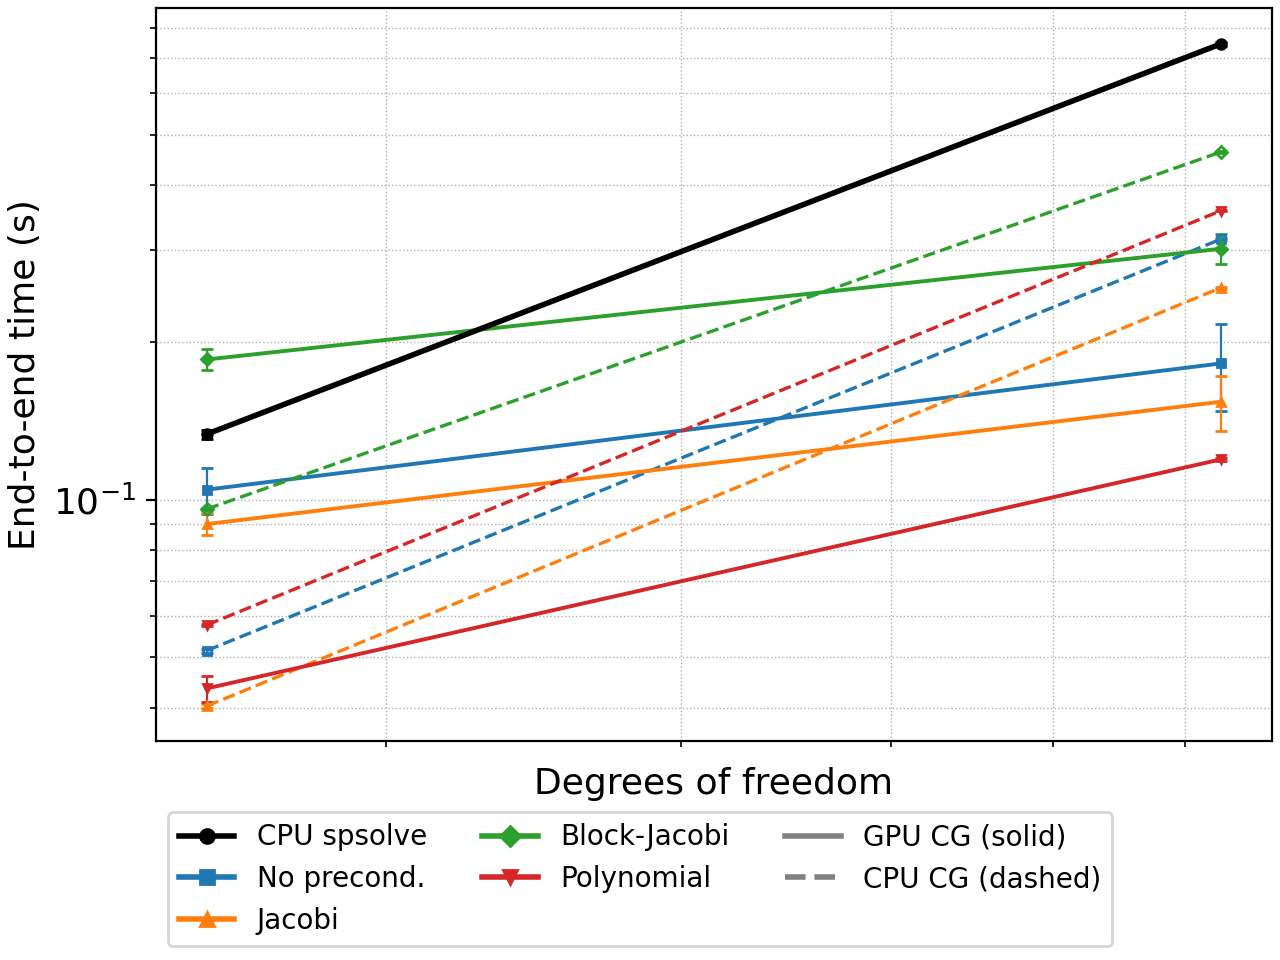 End-to-end time (s)
10⁻¹
Degrees of freedom
CPU spsolve
No precond.
Jacobi
Block-Jacobi
Polynomial
GPU CG (solid)
CPU CG (dashed)